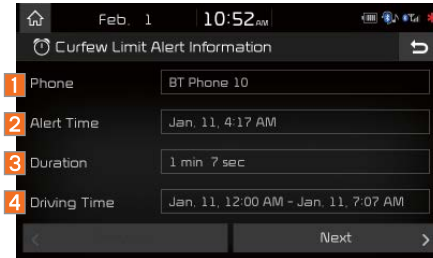 Feb. 1 10:52 AM
Curfew Limit Alert Information
1 Phone BT Phone 10
2 Alert Time Jan. 11, 4:17 AM
3 Duration 1 min 7 sec
4 Driving Time Jan. 11, 12:00 AM - Jan. 11, 7:07 AM
Next